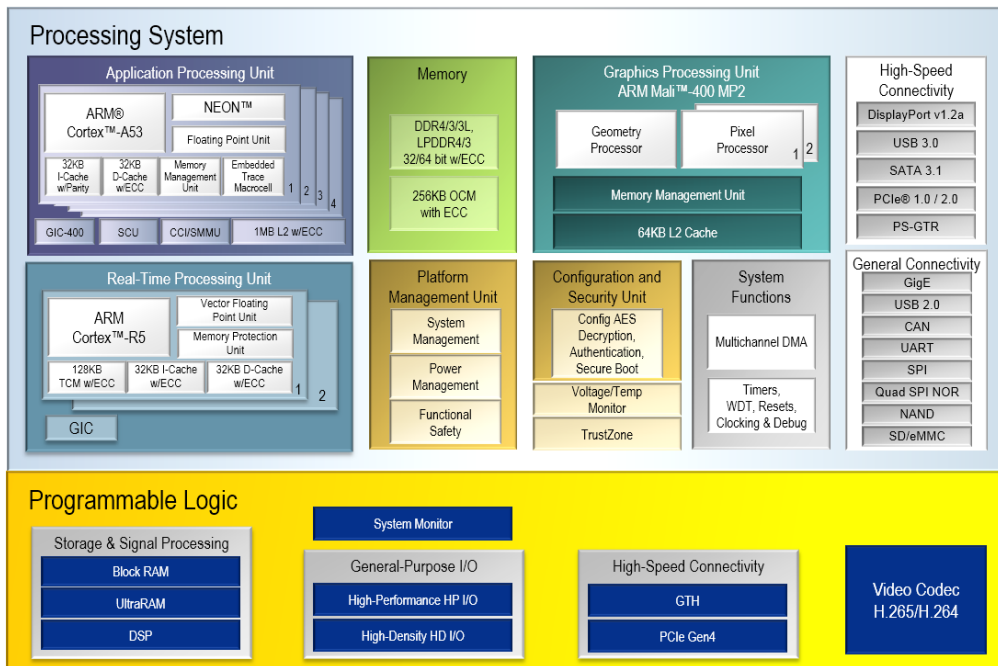 Processing System
Application Processing Unit
ARM®
Cortex™-A53
NEON™
Floating Point Unit
32KB
I-Cache
w/Parity
32KB
D-Cache
w/ECC
Memory
Management
Unit
Embedded
Trace
Macrocell
1
2
3
4
GIC-400
SCU
CCI/SMMU
1MB L2 w/ECC
Memory
DDR4/3/3L,
LPDDR4/3
32/64 bit w/ECC
256KB OCM
with ECC
Graphics Processing Unit
ARM Mali™-400 MP2
Geometry
Processor
Pixel
Processor
1
2
Memory Management Unit
64KB L2 Cache
High-Speed
Connectivity
DisplayPort v1.2a
USB 3.0
SATA 3.1
PCIe® 1.0 / 2.0
PS-GTR
Real-Time Processing Unit
ARM
Cortex™-R5
Vector Floating
Point Unit
Memory Protection
Unit
128KB
TCM w/ECC
32KB I-Cache
w/ECC
32KB D-Cache
w/ECC
1
2
GIC
Platform
Management Unit
System
Management
Power
Management
Functional
Safety
Configuration and
Security Unit
Config AES
Decryption,
Authentication,
Secure Boot
Voltage/Temp
Monitor
TrustZone
System
Functions
Multichannel DMA
Timers,
WDT, Resets,
Clocking & Debug
General Connectivity
GigE
USB 2.0
CAN
UART
SPI
Quad SPI NOR
NAND
SD/eMMC
Programmable Logic
Storage & Signal Processing
Block RAM
UltraRAM
DSP
System Monitor
General-Purpose I/O
High-Performance HP I/O
High-Density HD I/O
High-Speed Connectivity
GTH
PCIe Gen4
Video Codec
H.265/H.264